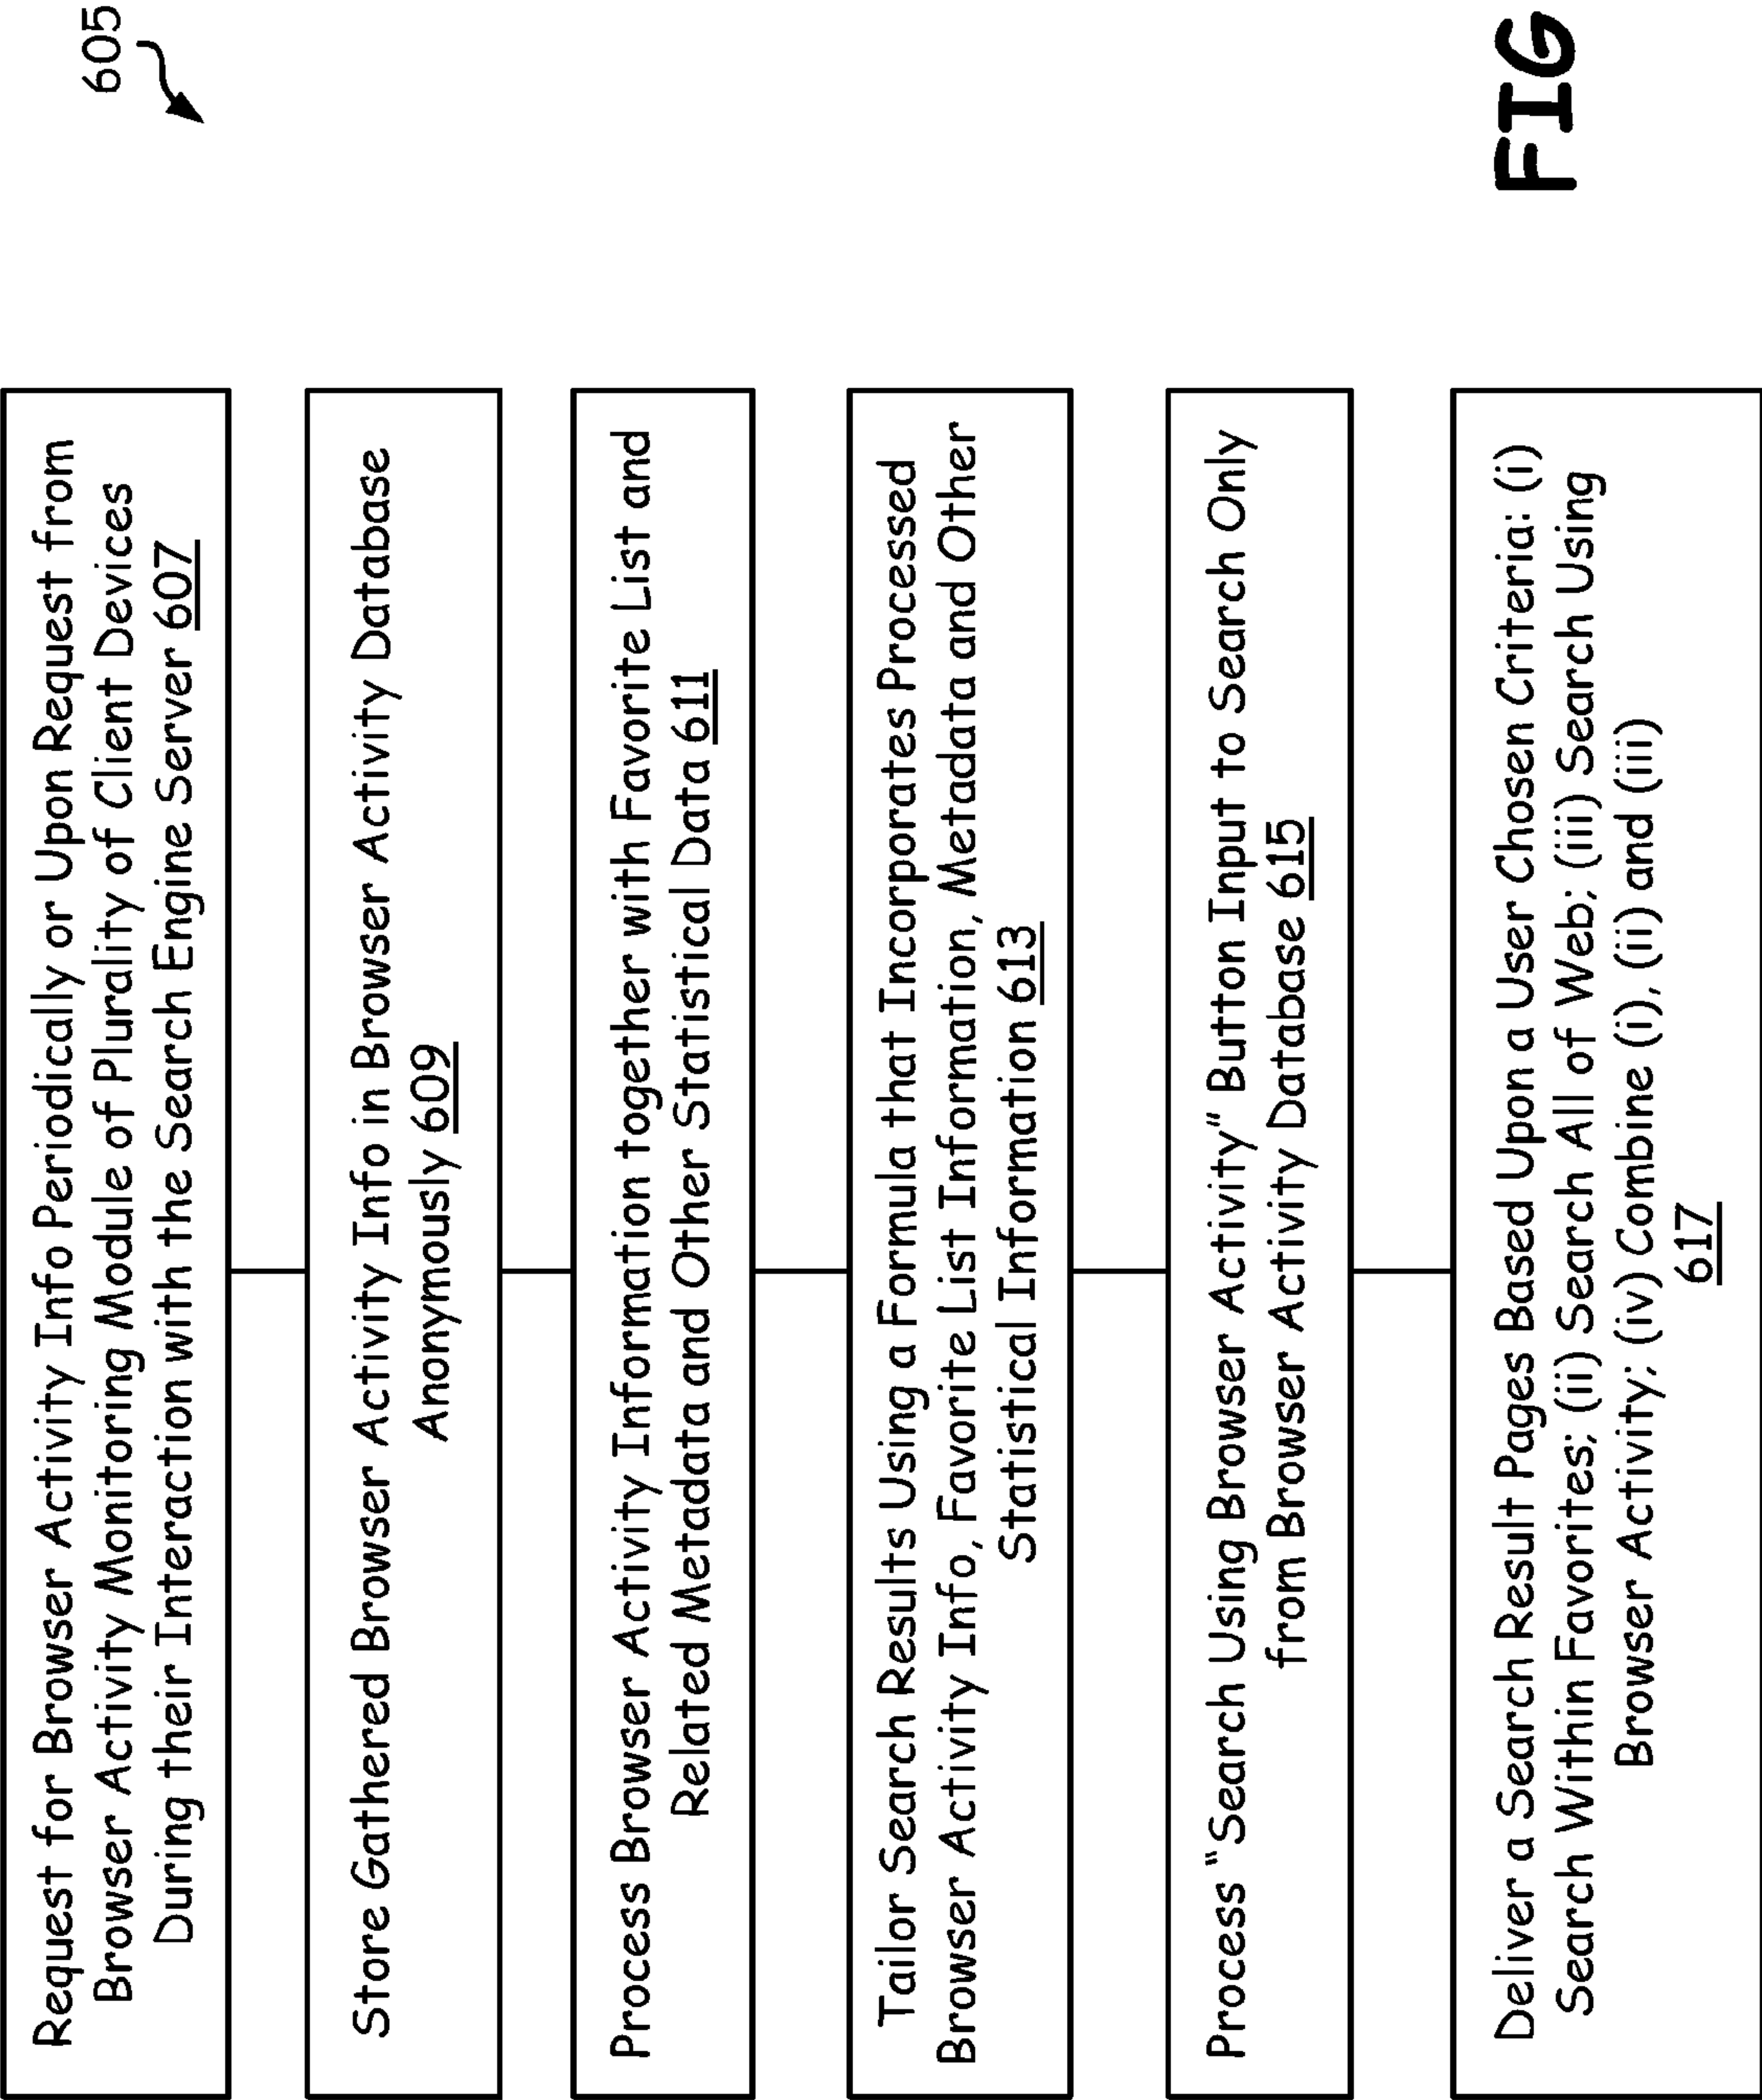 605
Request for Browser Activity Info Periodically or Upon Request from
Browser Activity Monitoring Module of Plurality of Client Devices
During their Interaction with the Search Engine Server 607
Store Gathered Browser Activity Info in Browser Activity Database
Anonymously 609
Process Browser Activity Information together with Favorite List and
Related Metadata and Other Statistical Data 611
Tailor Search Results Using a Formula that Incorporates Processed
Browser Activity Info, Favorite List Information, Metadata and Other
Statistical Information 613
Process “Search Using Browser Activity” Button Input to Search Only
from Browser Activity Database 615
Deliver a Search Result Pages Based Upon a User Chosen Criteria: (i)
Search Within Favorites; (ii) Search All of Web; (iii) Search Using
Browser Activity; (iv) Combine (i), (ii) and (iii)
617
FIG